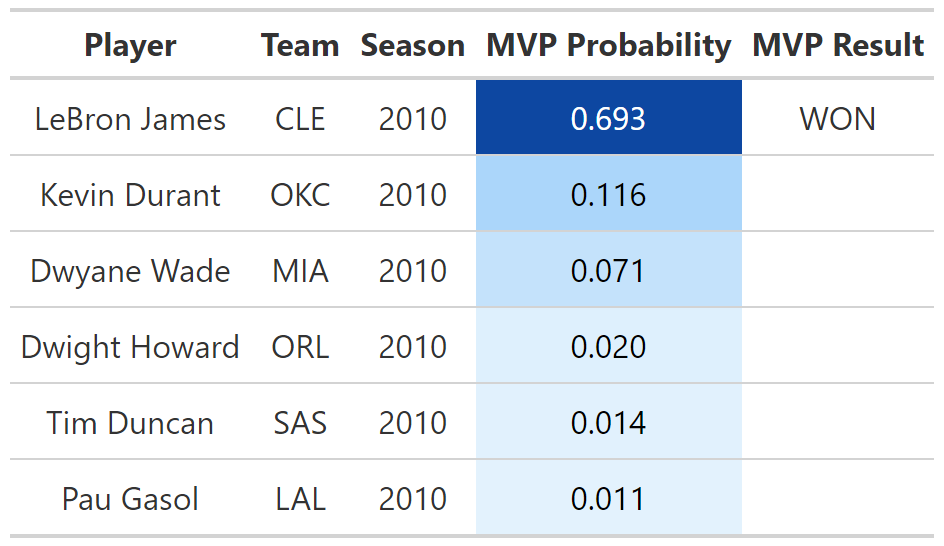 Player Team Season MVP Probability MVP Result
LeBron James CLE 2010 0.693 WON
Kevin Durant OKC 2010 0.116
Dwyane Wade MIA 2010 0.071
Dwight Howard ORL 2010 0.020
Tim Duncan SAS 2010 0.014
Pau Gasol LAL 2010 0.011